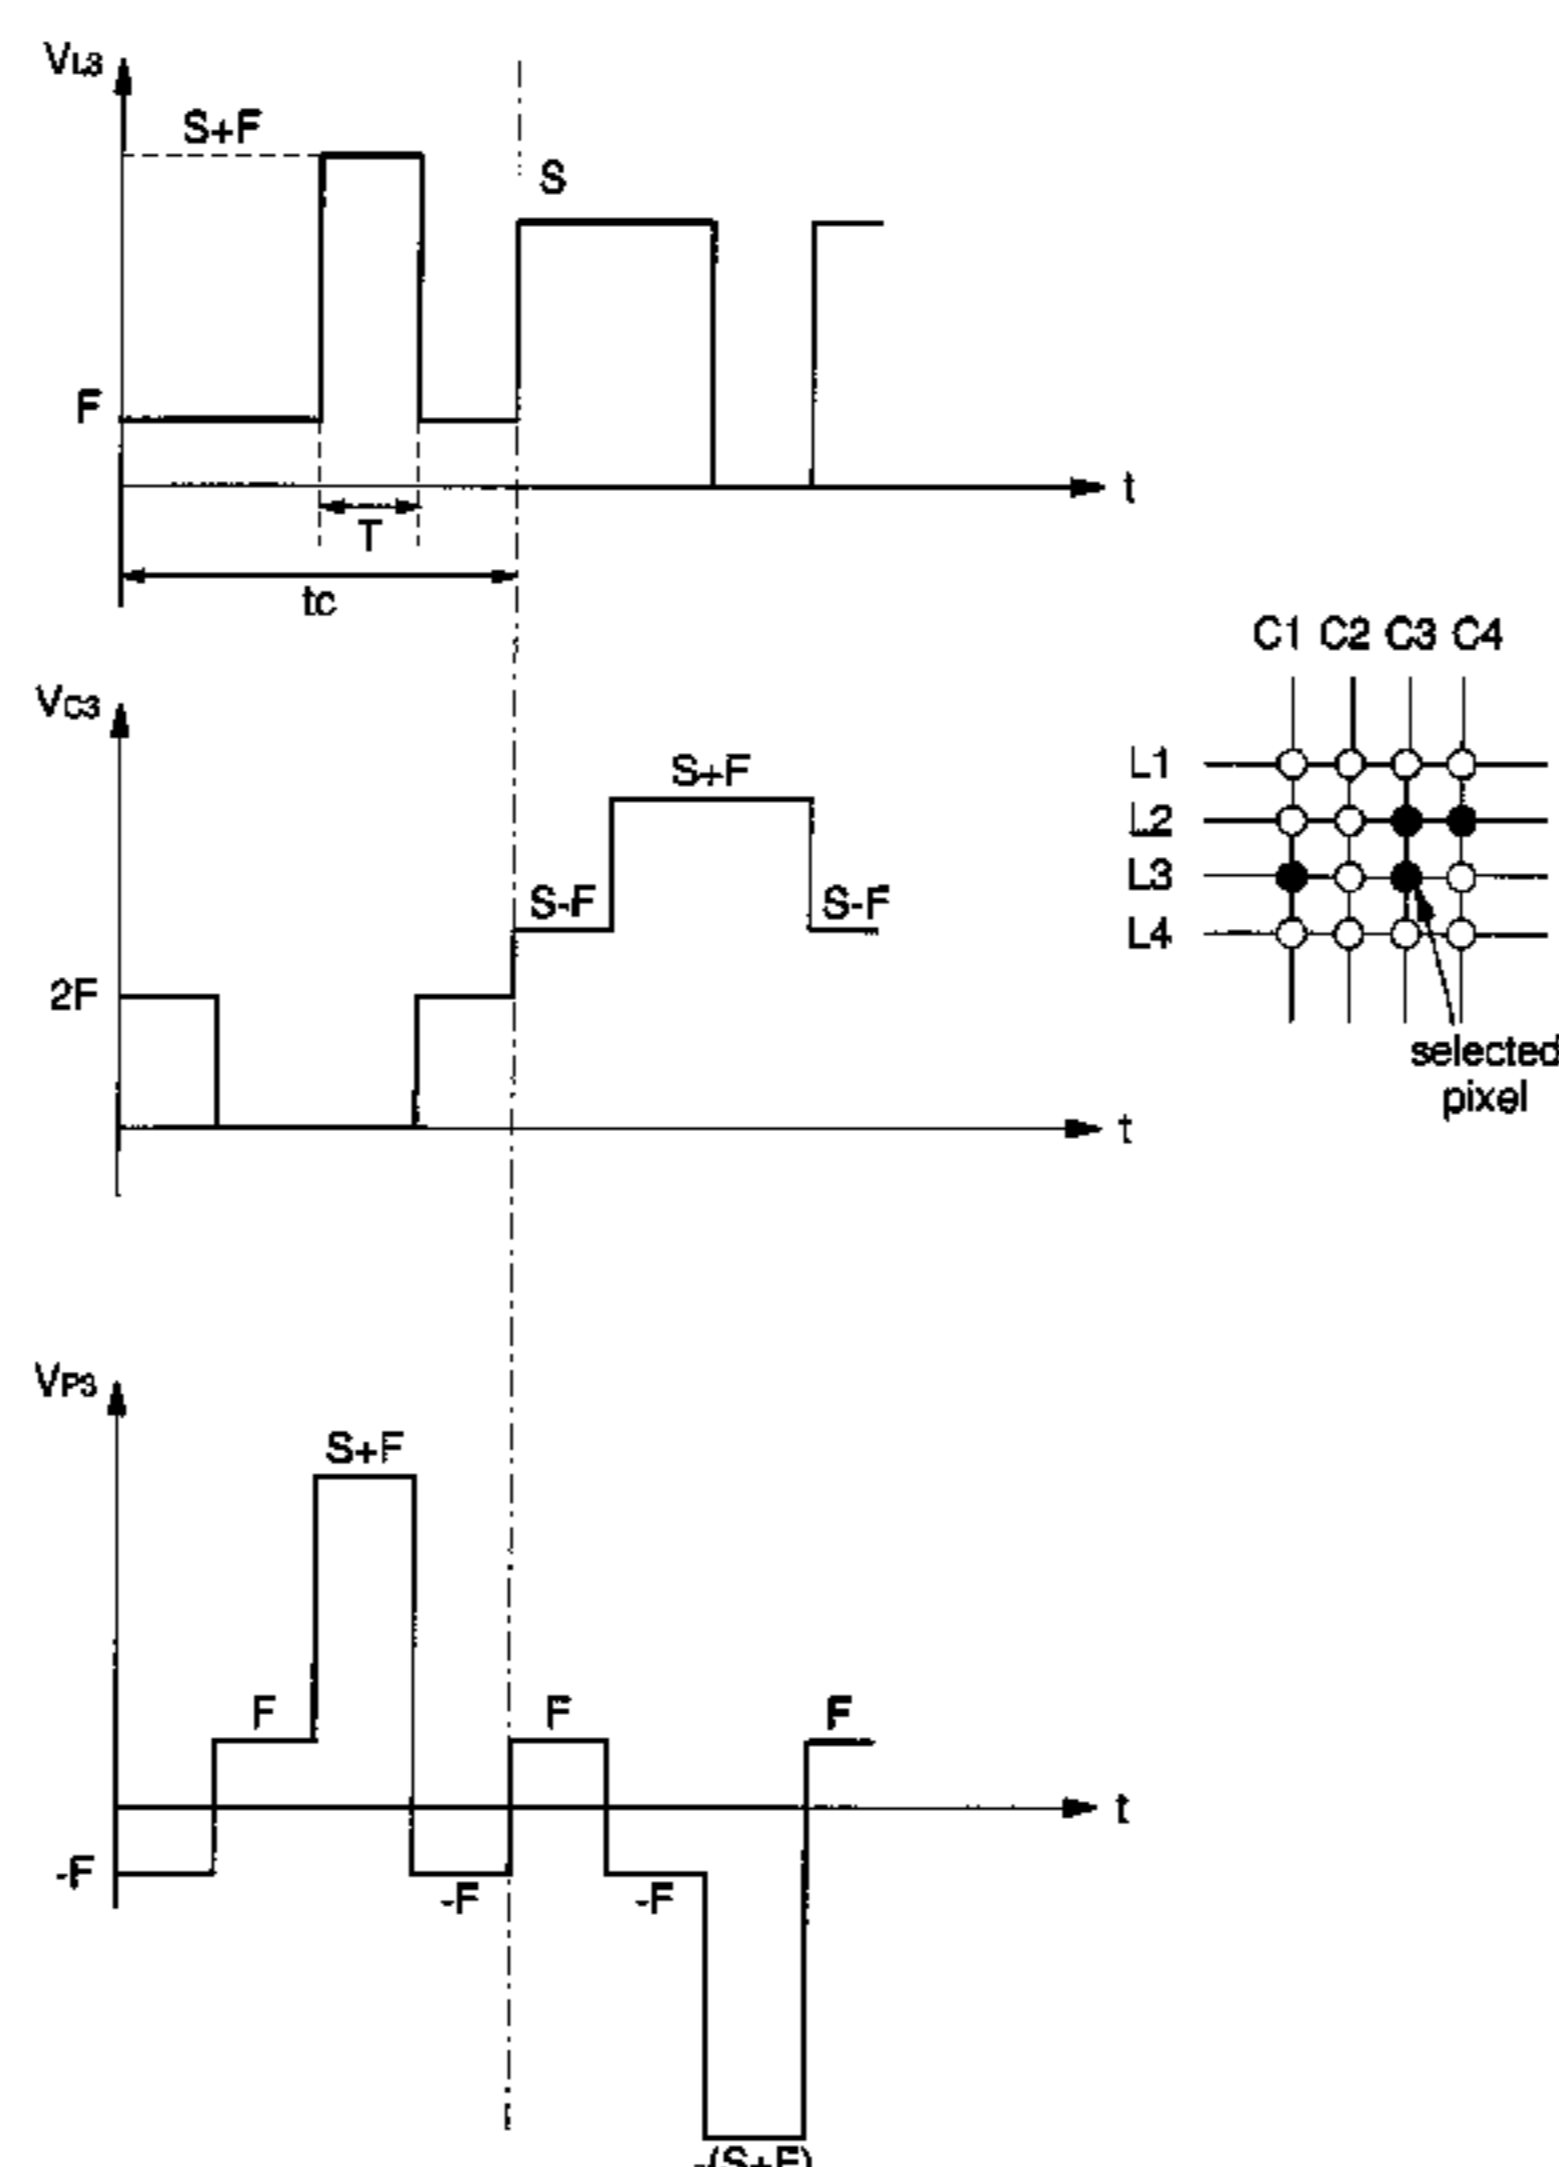 VL3
S+F
S
F
t
T
tc
C1 C2 C3 C4
VC3
S+F
L1
L2
S-F
S-F
L3
L4
2F
selected
pixel
t
VP3
S+F
F
F
F
t
-F
-F
-F
-(S+F)